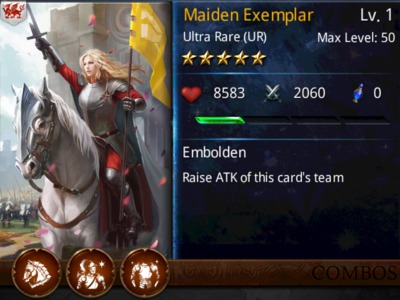 Maiden Exemplar Lv. 1
Ultra Rare (UR) Max Level: 50
8583 2060 0
Embolden
Raise ATK of this card's team
COMBOS